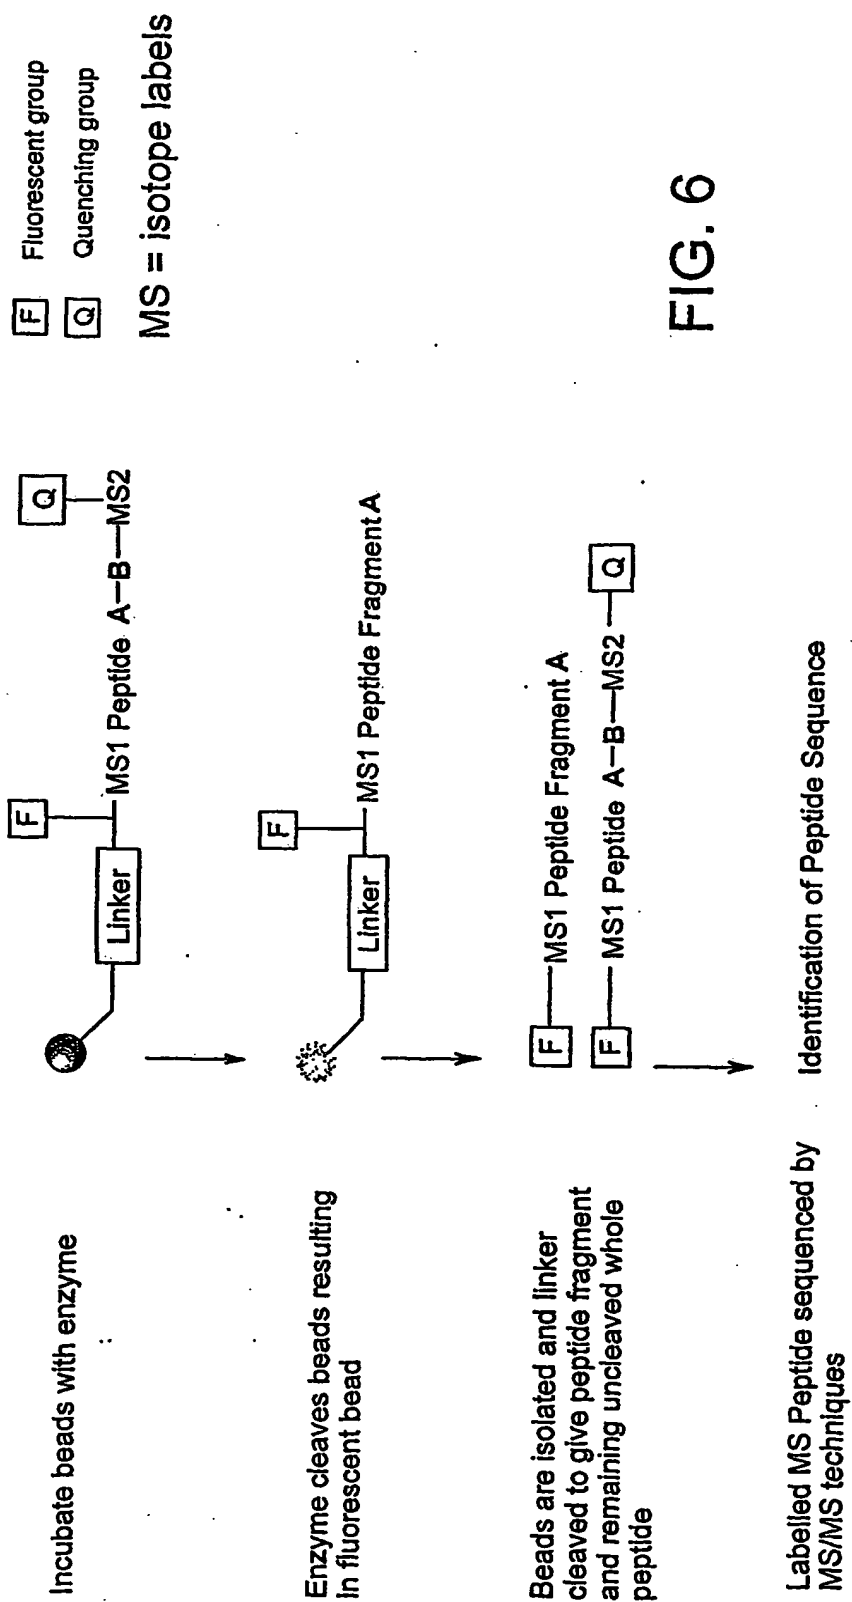 F Fluorescent group
Q Quenching group
MS = isotope labels
Incubate beads with enzyme
Linker
F
MS1 Peptide A—B—MS2
Q
Enzyme cleaves beads resulting
in fluorescent bead
Linker
F
MS1 Peptide Fragment A
Beads are isolated and linker
cleaved to give peptide fragment
and remaining uncleaved whole
peptide
F MS1 Peptide Fragment A
F MS1 Peptide A—B—MS2 Q
Labelled MS Peptide sequenced by
MS/MS techniques
Identification of Peptide Sequence
FIG. 6